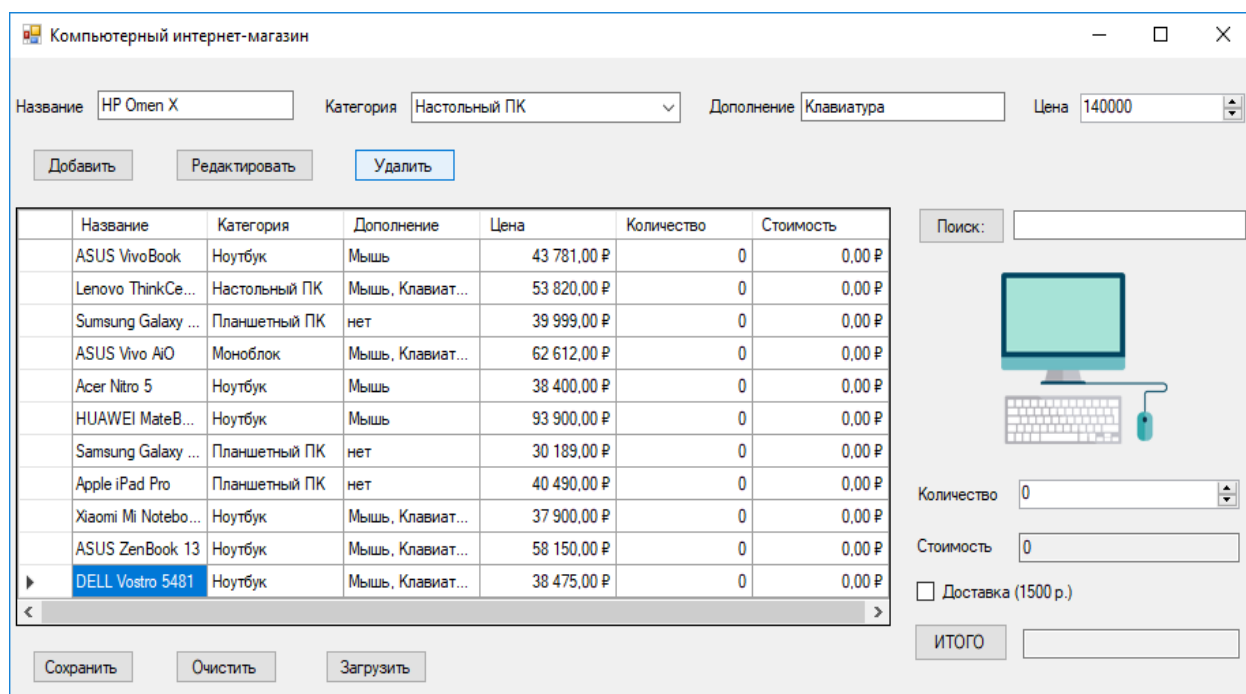 Компьютерный интернет-магазин
Название HP Omen X Категория Настольный ПК Дополнение Клавиатура Цена 140000
Добавить Редактировать Удалить
Название Категория Дополнение Цена Количество Стоимость Поиск:
ASUS VivoBook Ноутбук Мышь 43 781,00 ₽ 0 0,00 ₽
Lenovo ThinkCe... Настольный ПК Мышь, Клавиат... 53 820,00 ₽ 0 0,00 ₽
Sumsung Galaxy ... Планшетный ПК нет 39 999,00 ₽ 0 0,00 ₽
ASUS Vivo AiO Моноблок Мышь, Клавиат... 62 612,00 ₽ 0 0,00 ₽
Acer Nitro 5 Ноутбук Мышь 38 400,00 ₽ 0 0,00 ₽
HUAWEI MateB... Ноутбук Мышь 93 900,00 ₽ 0 0,00 ₽
Samsung Galaxy ... Планшетный ПК нет 30 189,00 ₽ 0 0,00 ₽
Apple iPad Pro Планшетный ПК нет 40 490,00 ₽ 0 0,00 ₽
Xiaomi Mi Notebo... Ноутбук Мышь, Клавиат... 37 900,00 ₽ 0 0,00 ₽
ASUS ZenBook 13 Ноутбук Мышь, Клавиат... 58 150,00 ₽ 0 0,00 ₽
DELL Vostro 5481 Ноутбук Мышь, Клавиат... 38 475,00 ₽ 0 0,00 ₽
Количество 0
Стоимость 0
Доставка (1500 р.)
ИТОГО
Сохранить Очистить Загрузить